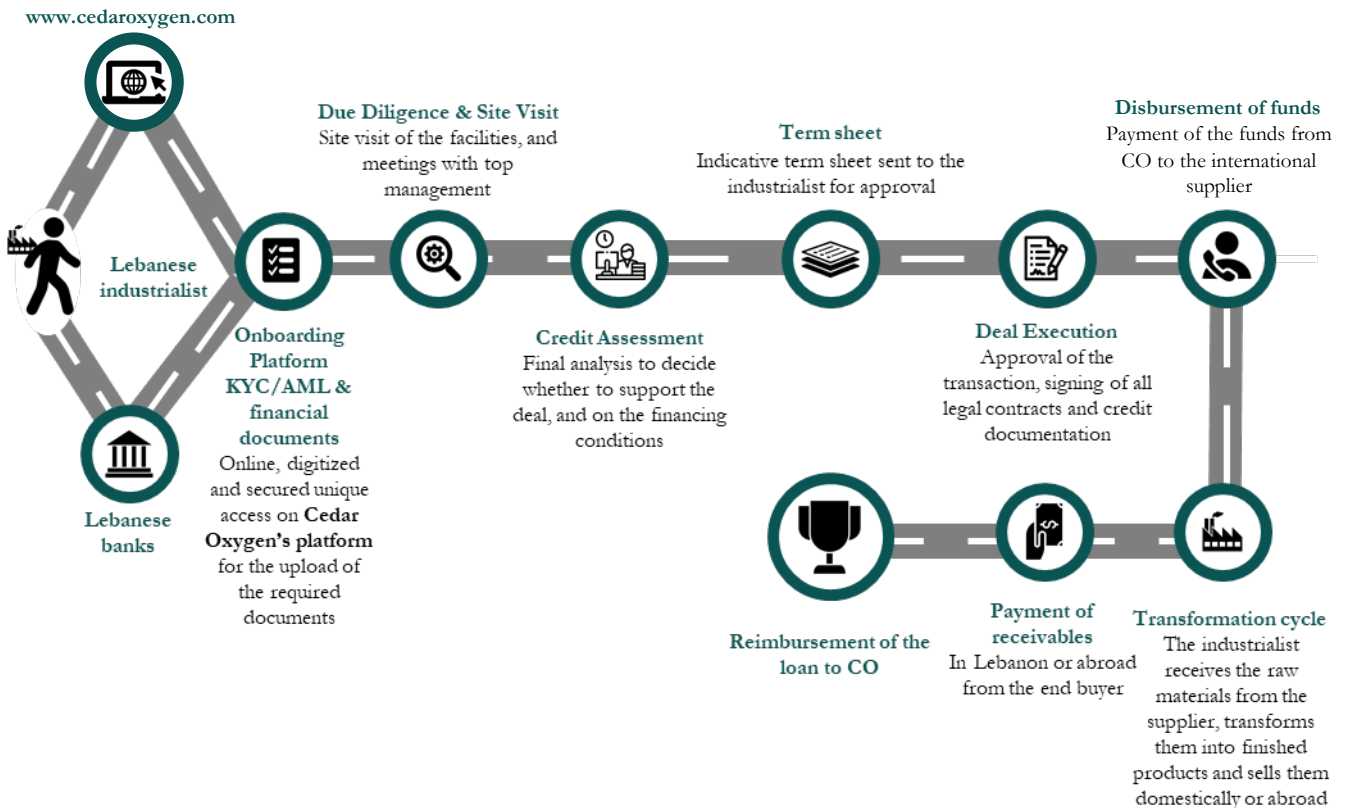 www.cedaroxygen.com
Lebanese
industrialist
Lebanese
banks
Onboarding
Platform
KYC/AML &
financial
documents
Online, digitized
and secured unique
access on Cedar
Oxygen's platform
for the upload of
the required
documents
Due Diligence & Site Visit
Site visit of the facilities, and
meetings with top
management
Credit Assessment
Final analysis to decide
whether to support the
deal, and on the financing
conditions
Term sheet
Indicative term sheet sent to the
industrialist for approval
Deal Execution
Approval of the
transaction, signing of all
legal contracts and credit
documentation
Disbursement of funds
Payment of the funds from
CO to the international
supplier
Transformation cycle
The industrialist
receives the raw
materials from the
supplier, transforms
them into finished
products and sells them
domestically or abroad
Payment of
receivables
In Lebanon or abroad
from the end buyer
Reimbursement of the
loan to CO